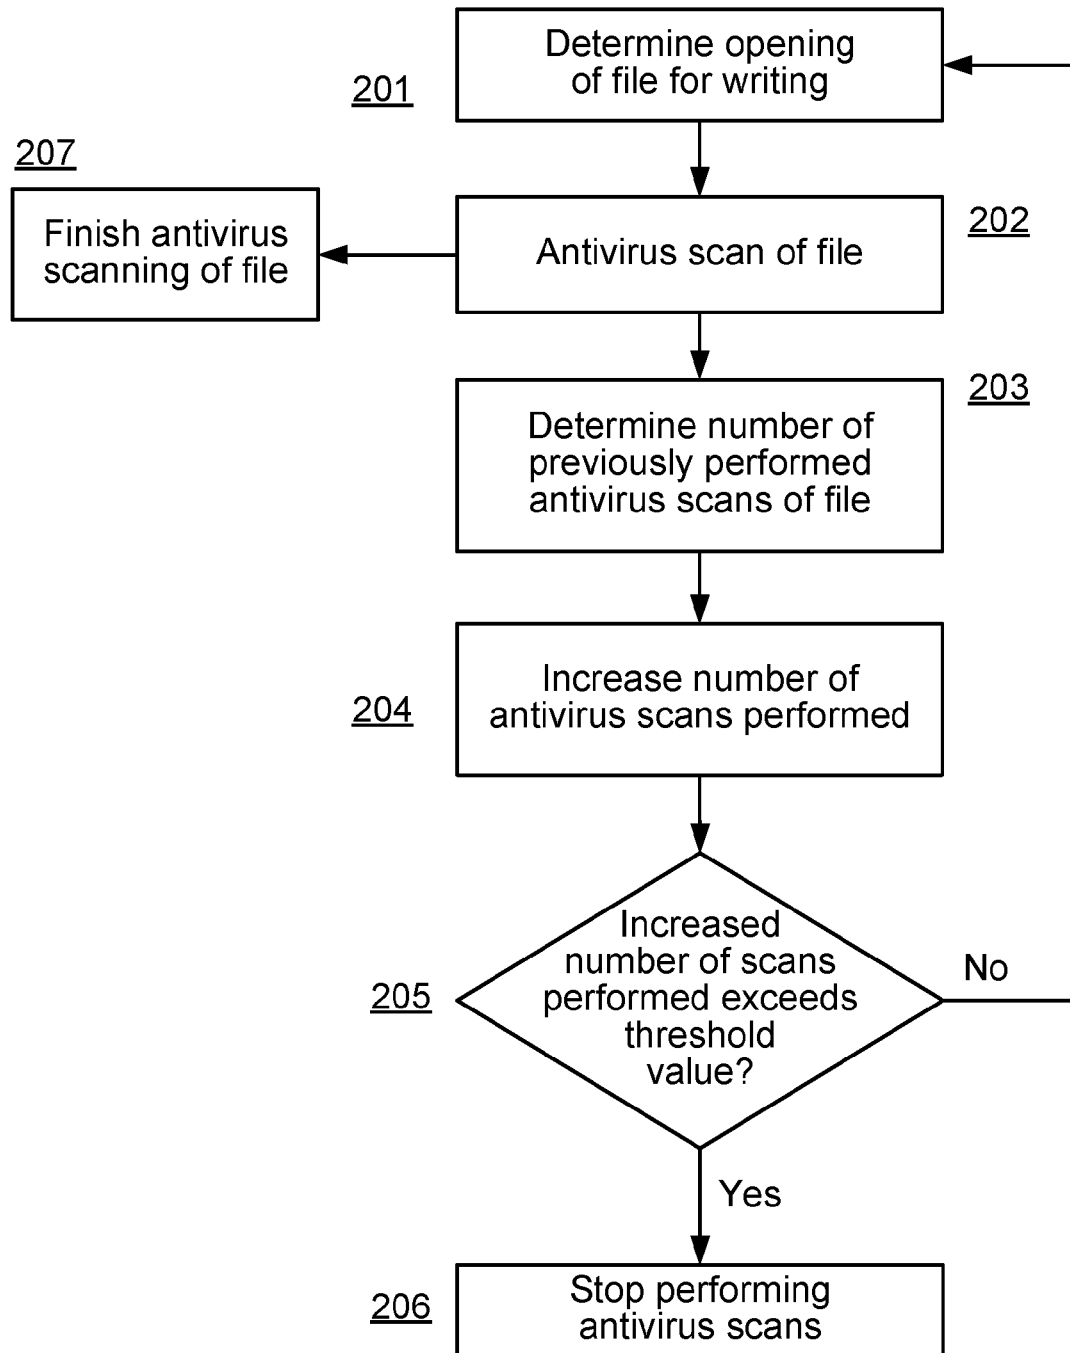 Determine opening
of file for writing
201
207
Finish antivirus
scanning of file
Antivirus scan of file
202
203
Determine number of
previously performed
antivirus scans of file
Increase number of
antivirus scans performed
204
Increased
number of scans
performed exceeds
threshold
value?
205
No
Yes
Stop performing
antivirus scans
206